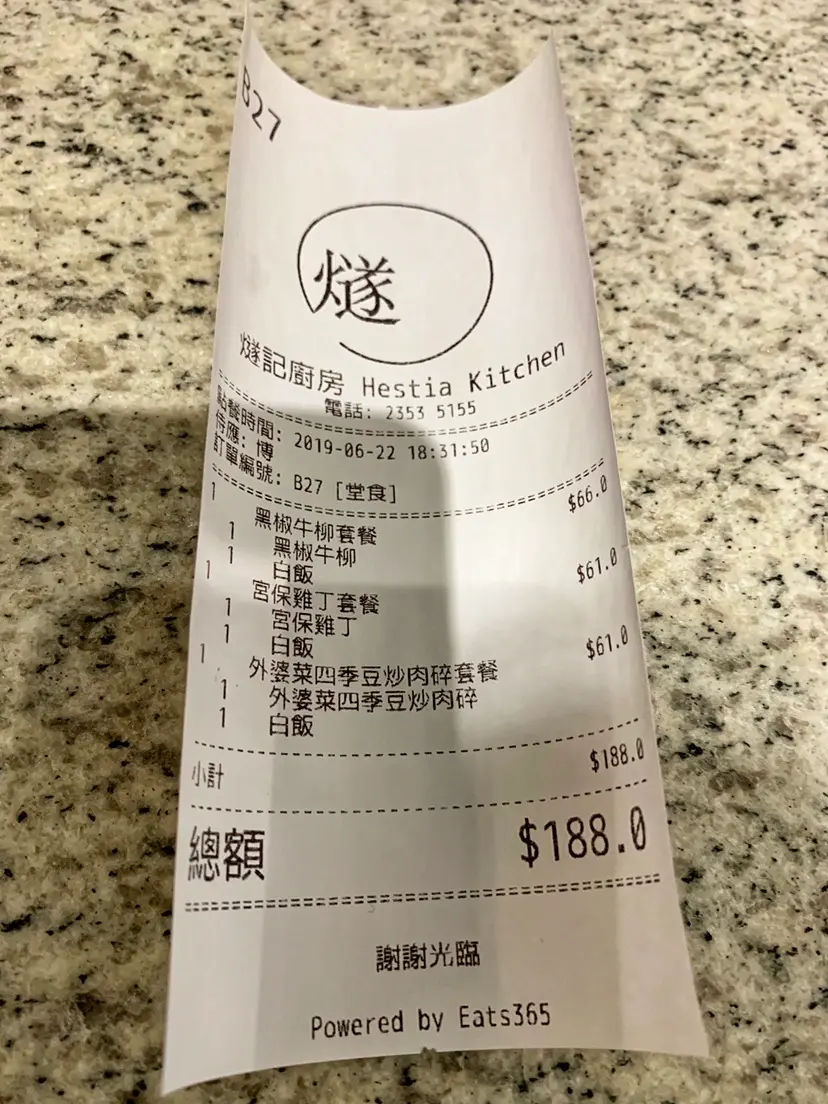 B27
燧
燧記廚房 Hestia Kitchen
電話: 2353 5155
點餐時間: 2019-06-22 18:31:50
侍應: 博
訂單編號: B27 [堂食]
1 黑椒牛柳套餐 $66.0
1 黑椒牛柳
1 白飯
1 宮保雞丁套餐 $61.0
1 宮保雞丁
1 白飯
1 外婆菜四季豆炒肉碎套餐 $61.0
1 外婆菜四季豆炒肉碎
1 白飯
小計 $188.0
總額 $188.0
謝謝光臨
Powered by Eats365